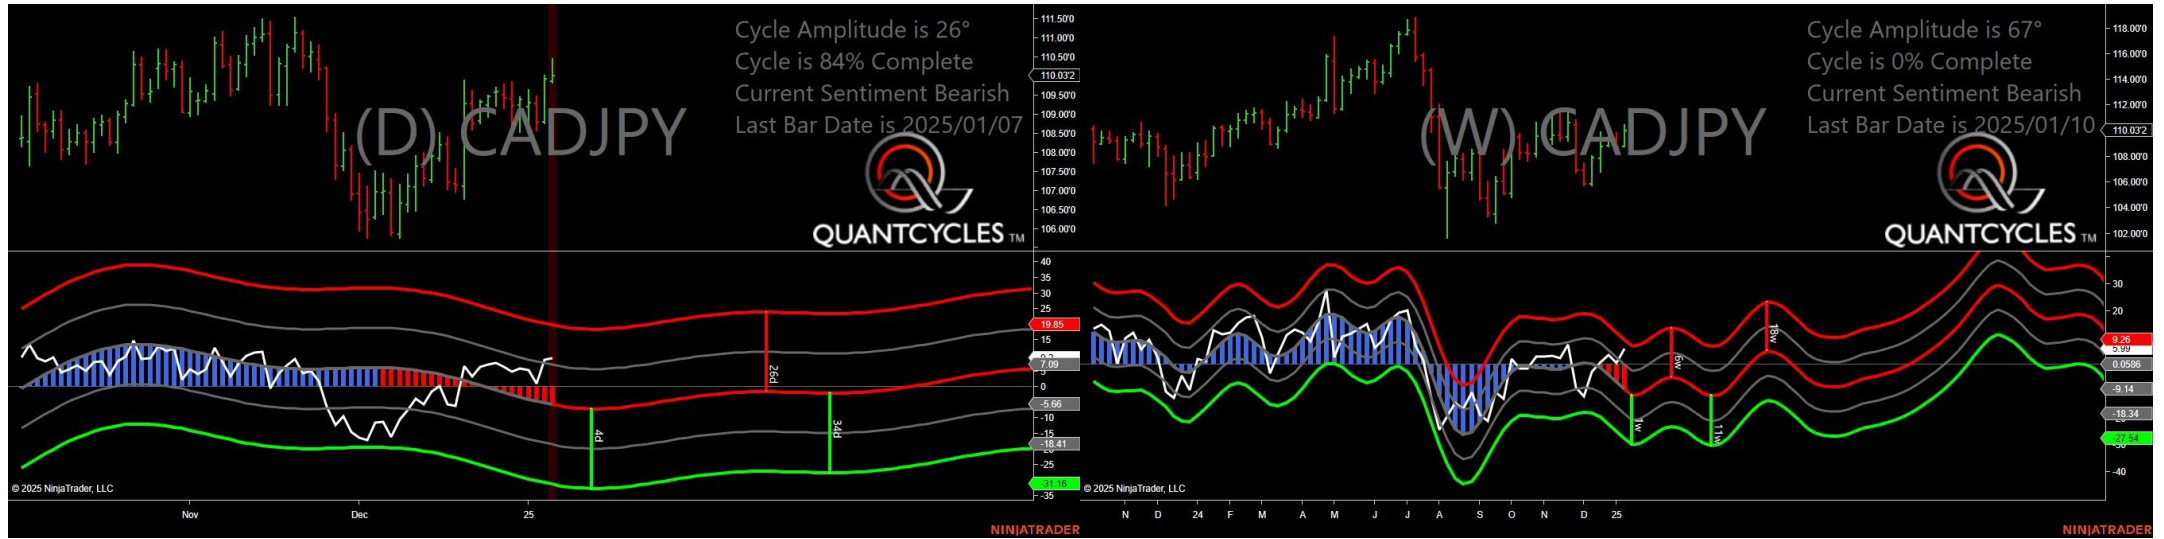 Cycle Amplitude is 26°
Cycle is 84% Complete
Current Sentiment Bearish
Last Bar Date is 2025/01/07
(D) CADJPY
QUANTCYCLES TM
111.50'0
111.00'0
110.50'0
110.03'2
109.50'0
109.00'0
108.50'0
108.00'0
107.50'0
107.00'0
106.50'0
106.00'0
40
35
30
25
19.85
15
7.09
5
0
-5.66
-10
-15
-18.41
-20
-25
-31.16
-35
4d
26d
34d
© 2025 NinjaTrader, LLC
Nov
Dec
25
NINJATRADER
Cycle Amplitude is 67°
Cycle is 0% Complete
Current Sentiment Bearish
Last Bar Date is 2025/01/10
(W) CADJPY
QUANTCYCLES TM
118.00'0
116.00'0
114.00'0
112.00'0
110.03'2
108.00'0
106.00'0
104.00'0
102.00'0
30
20
9.26
5.99
0.0586
-9.14
-18.34
-27.54
-40
1w
6w
11w
18w
© 2025 NinjaTrader, LLC
N
D
24
F
M
A
M
J
J
A
S
O
N
D
25
NINJATRADER